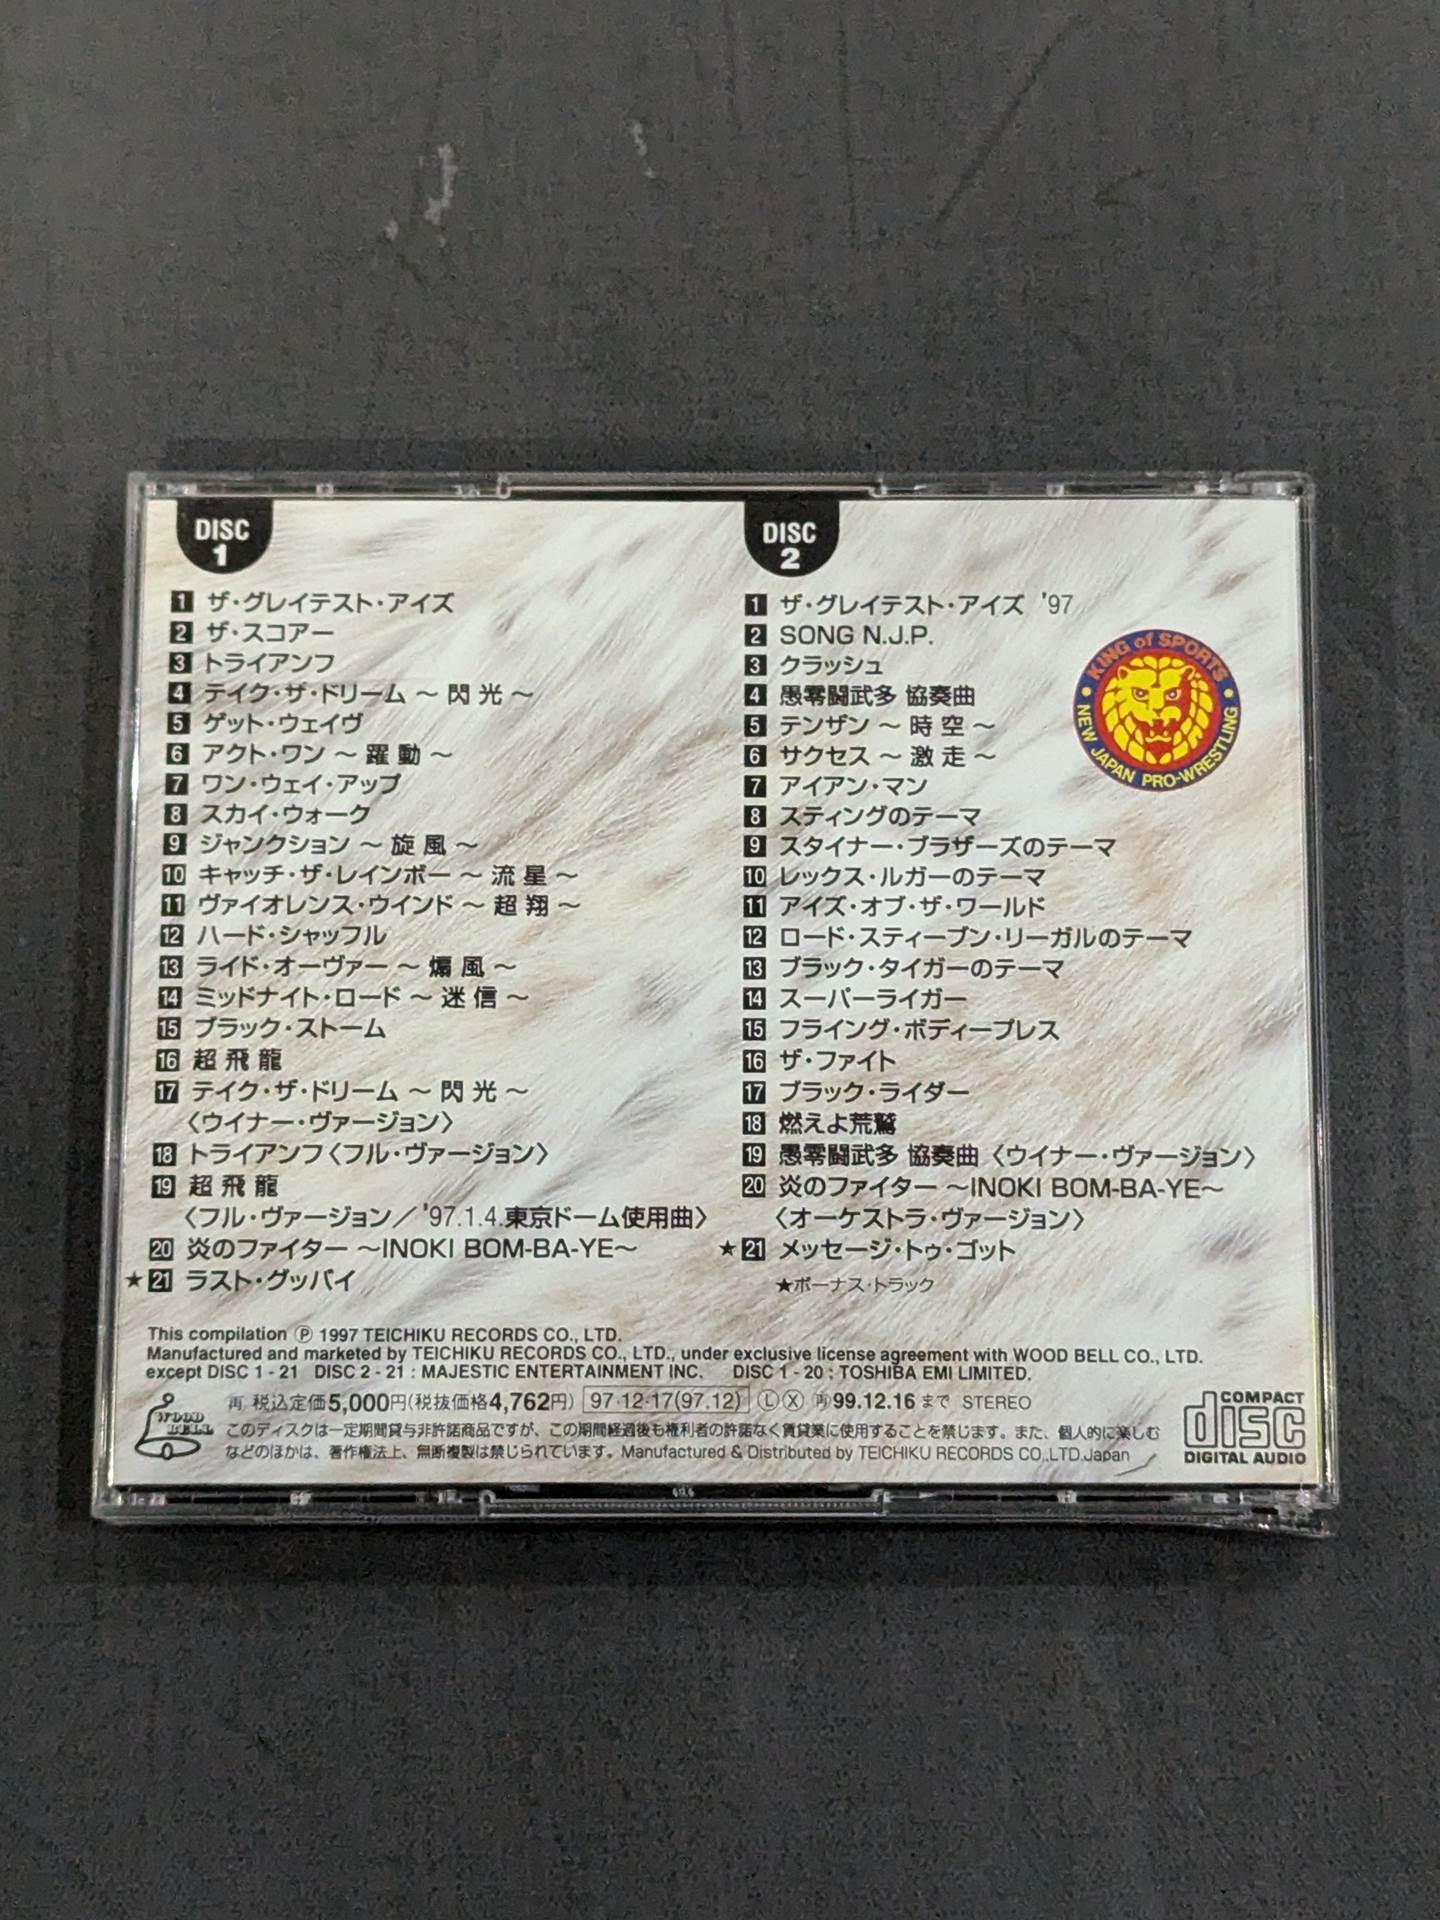 DISC
1
1 ザ・グレイテスト・アイズ
2 ザ・スコアー
3 トライアンフ
4 テイク・ザ・ドリーム ～ 閃 光 ～
5 ゲット・ウェイヴ
6 アクト・ワン ～ 躍 動 ～
7 ワン・ウェイ・アップ
8 スカイ・ウォーク
9 ジャンクション ～ 旋 風 ～
10 キャッチ・ザ・レインボー ～ 流 星 ～
11 ヴァイオレンス・ウインド ～ 超 翔 ～
12 ハード・シャッフル
13 ライド・オーヴァー ～ 煽 風 ～
14 ミッドナイト・ロード ～ 迷 信 ～
15 ブラック・ストーム
16 超 飛 龍
17 テイク・ザ・ドリーム ～ 閃 光 ～
〈ウイナー・ヴァージョン〉
18 トライアンフ〈フル・ヴァージョン〉
19 超 飛 龍
〈フル・ヴァージョン／'97.1.4.東京ドーム使用曲〉
20 炎のファイター ～INOKI BOM-BA-YE～
★ 21 ラスト・グッバイ
DISC
2
1 ザ・グレイテスト・アイズ '97
2 SONG N.J.P.
3 クラッシュ
4 愚零闘武多 協奏曲
5 テンザン ～ 時 空 ～
6 サクセス ～ 激 走 ～
7 アイアン・マン
8 スティングのテーマ
9 スタイナー・ブラザーズのテーマ
10 レックス・ルガーのテーマ
11 アイズ・オブ・ザ・ワールド
12 ロード・スティーブン・リーガルのテーマ
13 ブラック・タイガーのテーマ
14 スーパーライガー
15 フライング・ボディープレス
16 ザ・ファイト
17 ブラック・ライダー
18 燃えよ荒鷲
19 愚零闘武多 協奏曲〈ウイナー・ヴァージョン〉
20 炎のファイター ～INOKI BOM-BA-YE～
〈オーケストラ・ヴァージョン〉
★ 21 メッセージ・トゥ・ゴット
★ボーナス・トラック
KING of SPORTS
NEW JAPAN PRO-WRESTLING
This compilation Ⓟ 1997 TEICHIKU RECORDS CO., LTD.
Manufactured and marketed by TEICHIKU RECORDS CO., LTD., under exclusive license agreement with WOOD BELL CO., LTD.
except DISC 1 - 21 DISC 2 - 21 : MAJESTIC ENTERTAINMENT INC. DISC 1 - 20 : TOSHIBA EMI LIMITED.
WOOD
BELL
再 税込定価5,000円(税抜価格4,762円) 97·12·17(97.12) Ⓛ Ⓧ 再99.12.16まで STEREO
このディスクは一定期間貸与非許諾商品ですが、この期間経過後も権利者の許諾なく賃貸業に使用することを禁じます。また、個人的に楽しむ
などのほかは、著作権法上、無断複製は禁じられています。Manufactured & Distributed by TEICHIKU RECORDS CO.,LTD.Japan
COMPACT
disc
DIGITAL AUDIO